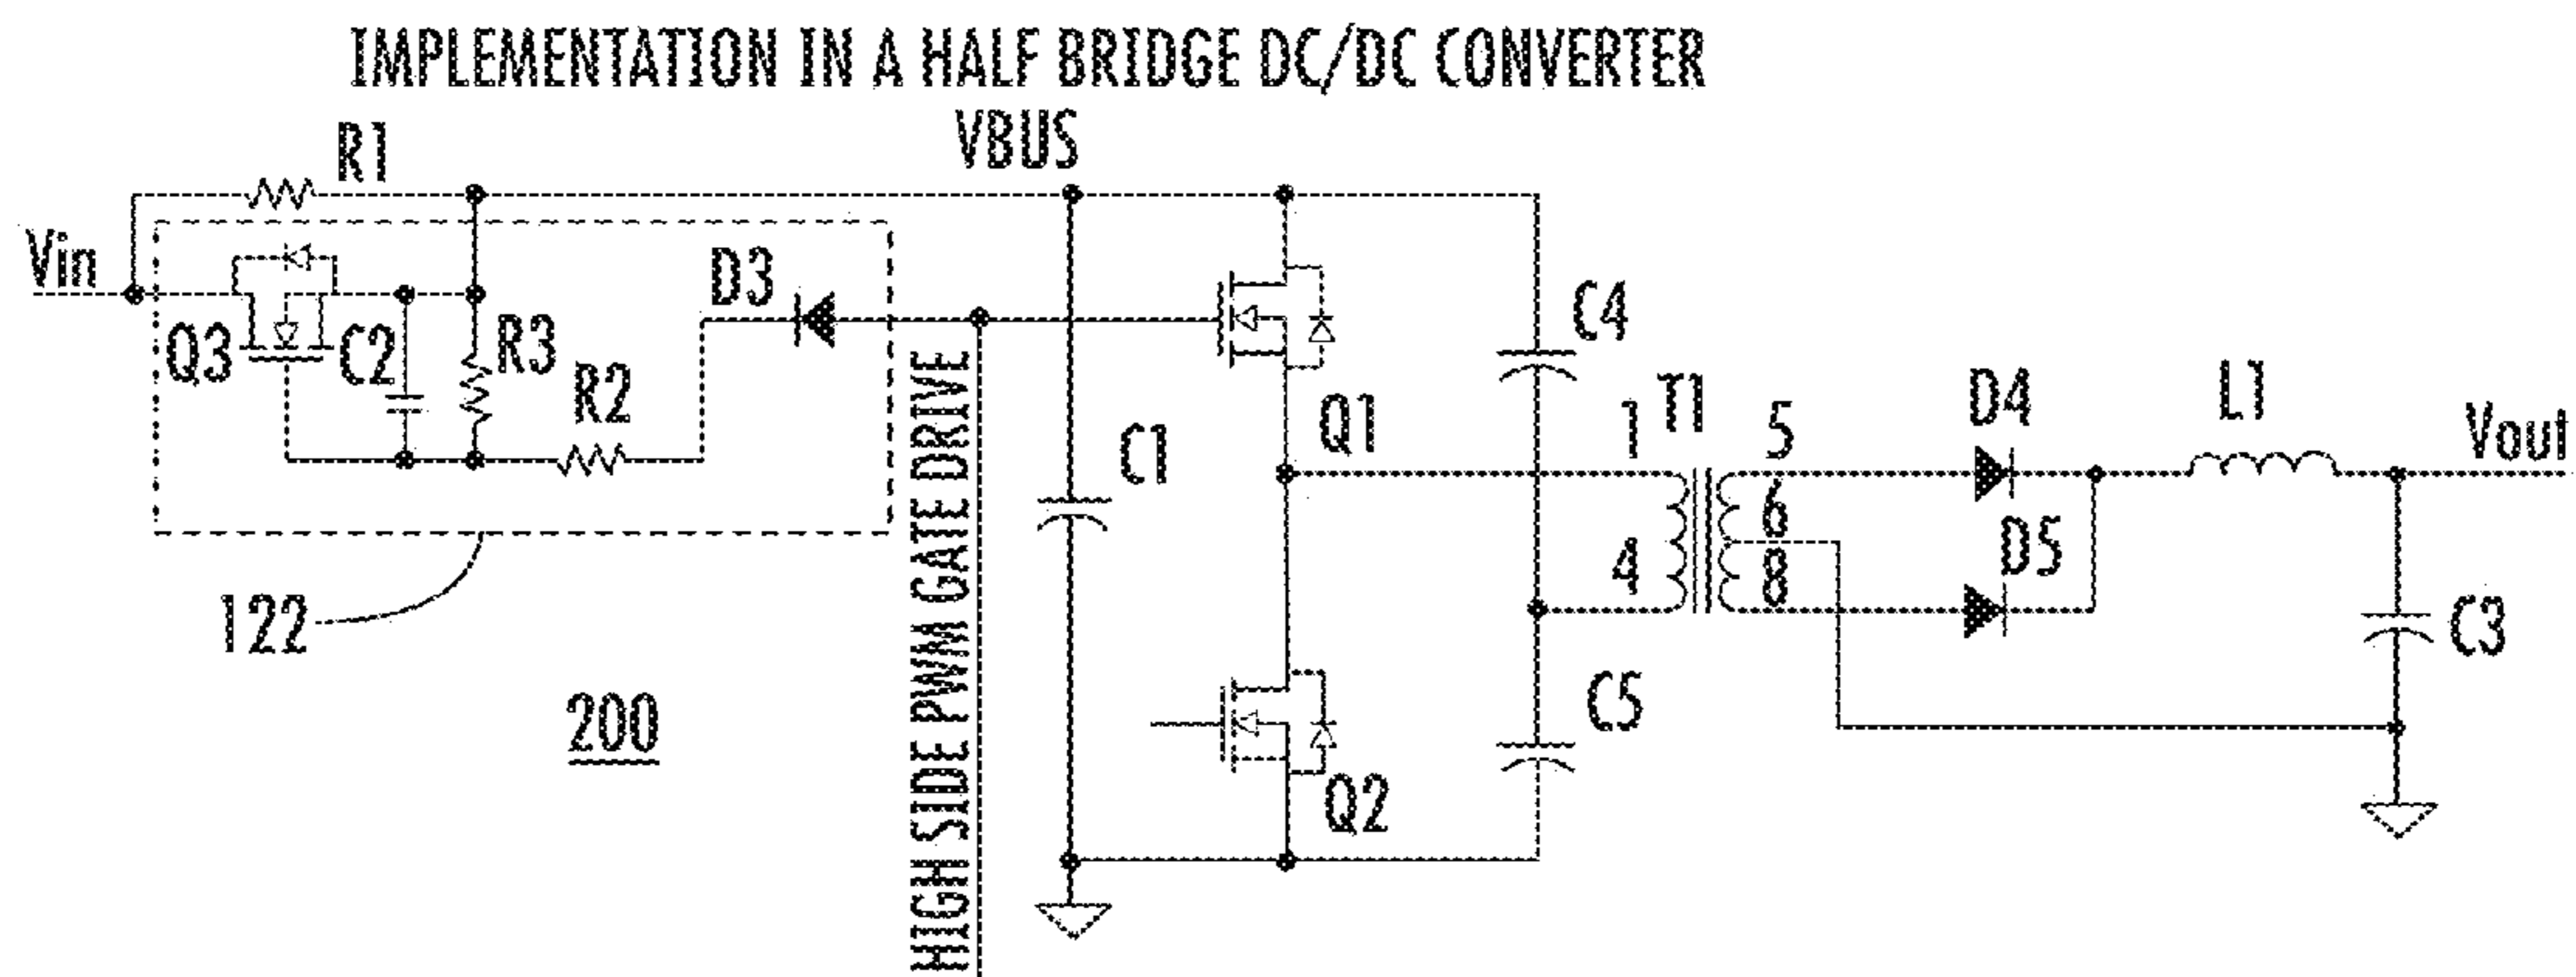 IMPLEMENTATION IN A HALF BRIDGE DC/DC CONVERTER
VBUS
R1
Vin
D3
Q3
C2
R3
R2
HIGH SIDE PWM GATE DRIVE
C1
Q1
C4
1
T1
5
D4
L1
Vout
6
4
8
D5
C3
122
200
C5
Q2